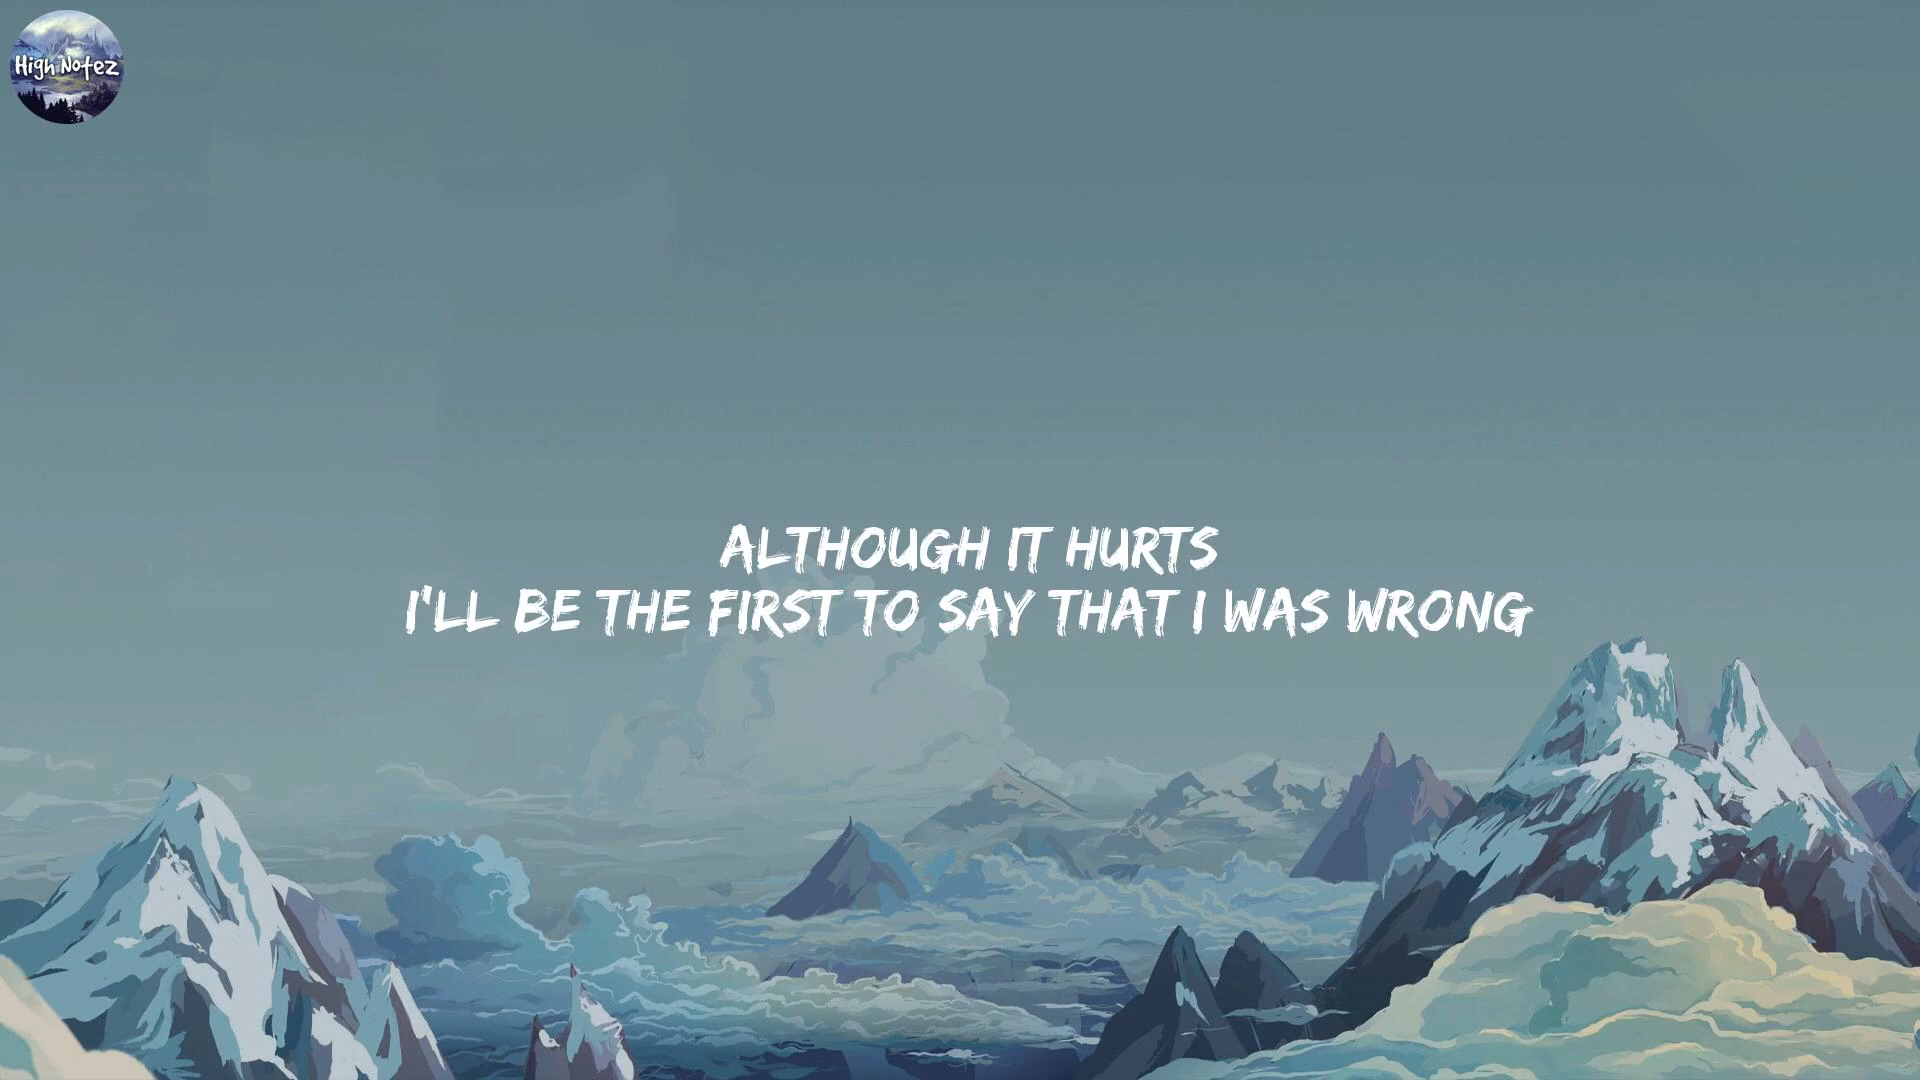 High Notez
ALTHOUGH IT HURTS
I'LL BE THE FIRST TO SAY THAT I WAS WRONG